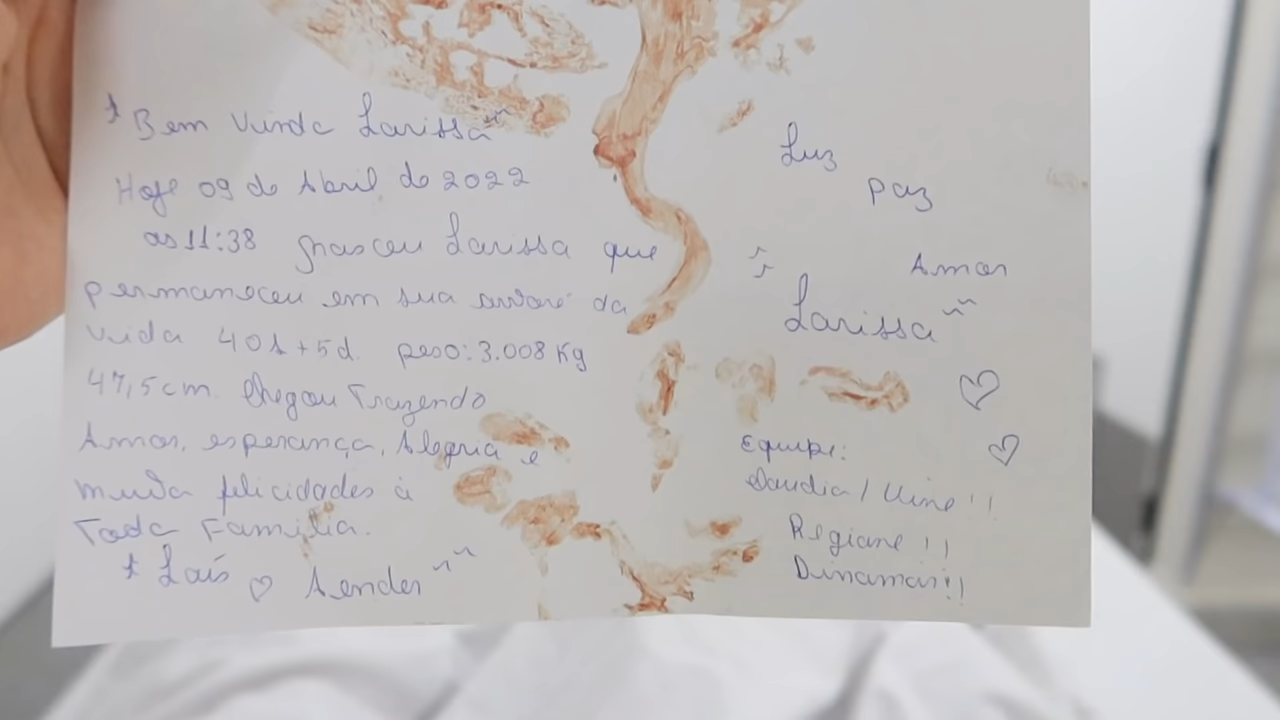 Bem Vinda Larissa
Hoje 09 de Abril de 2022
as 11:38 nasceu Larissa que
permaneceu em sua arvore da
vida 40s+5d. peso: 3.008 Kg
47,5cm. Chegou Trazendo
Amor, esperança, Alegria e
muita felicidades à
Toda Familia.
Laís ♡ Aender
Luz
paz
Amor
Larissa
Equipe:
Claudia /
Regiane !!
Dinamar!!